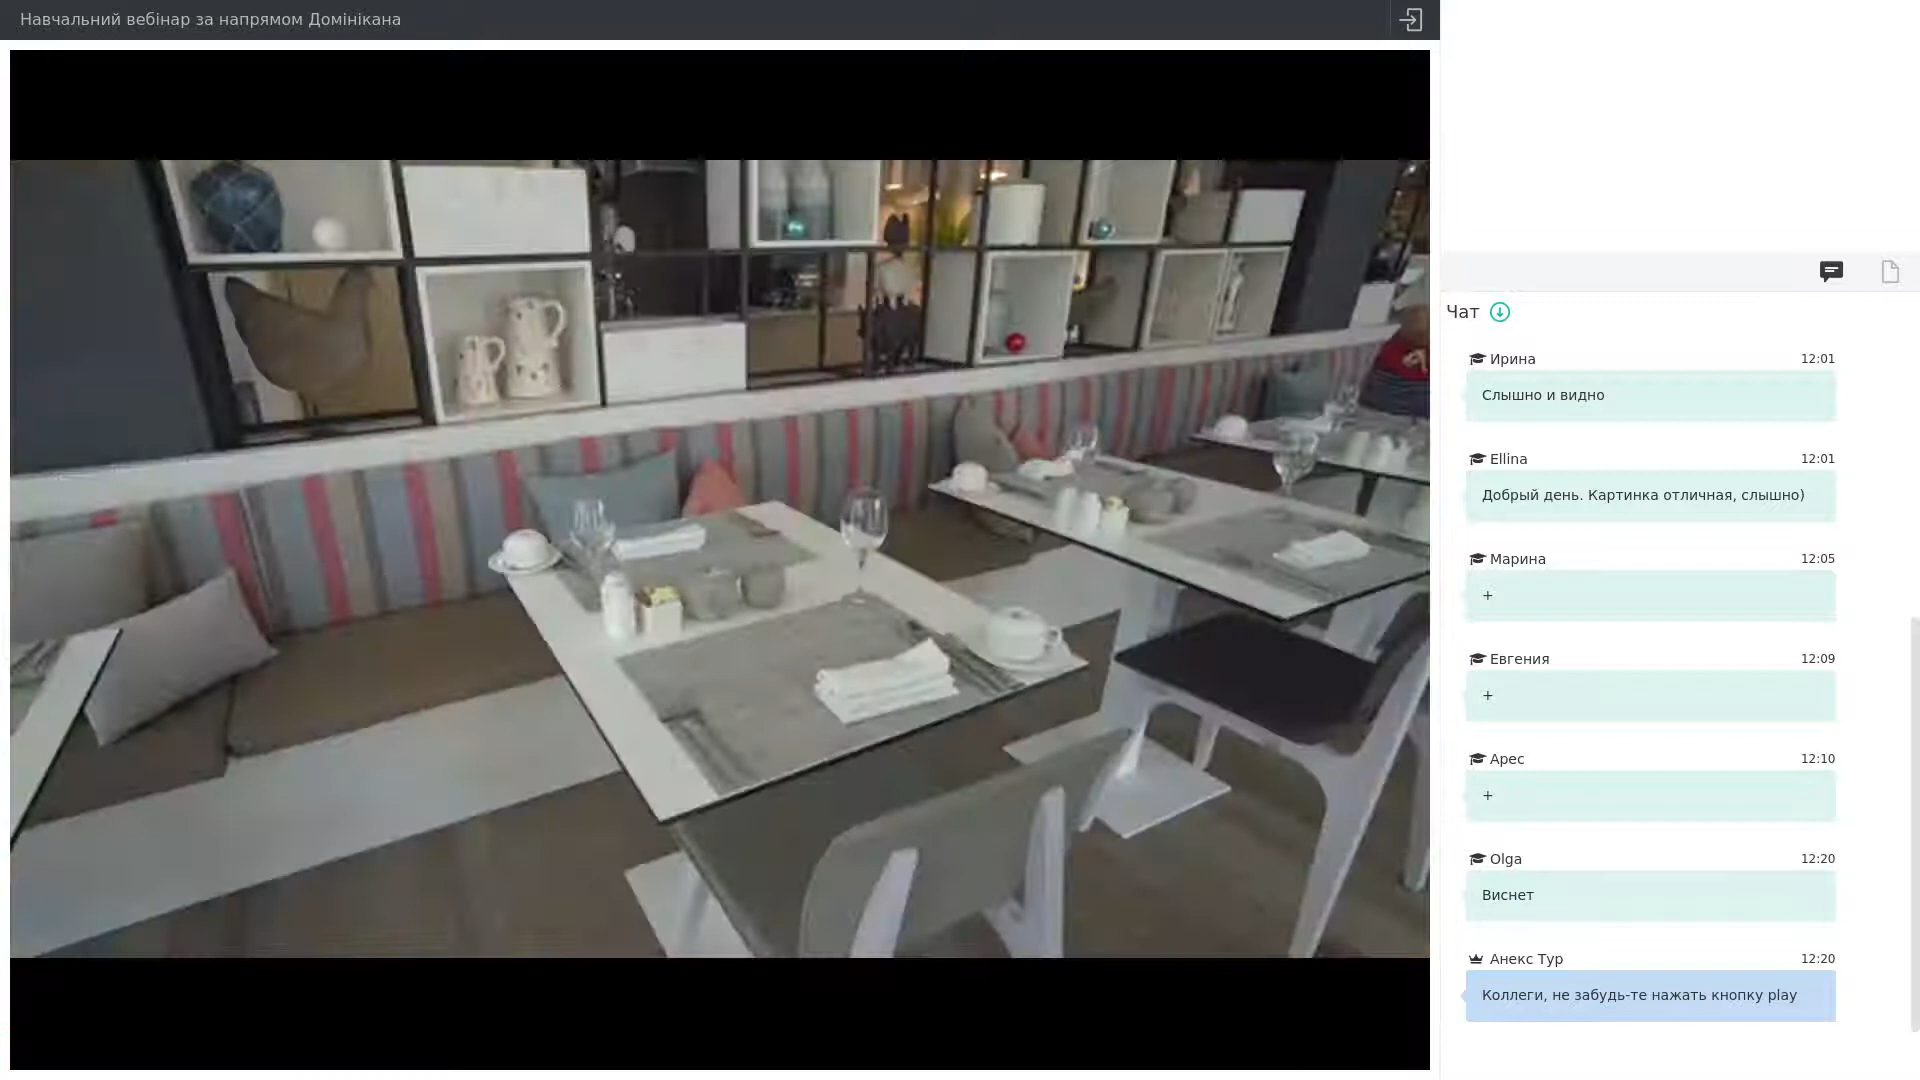 Навчальний вебінар за напрямом Домінікана
Чат
Ирина 12:01
Слышно и видно
Ellina 12:01
Добрый день. Картинка отличная, слышно)
Марина 12:05
+
Евгения 12:09
+
Арес 12:10
+
Olga 12:20
Виснет
Анекс Тур 12:20
Коллеги, не забудь-те нажать кнопку play